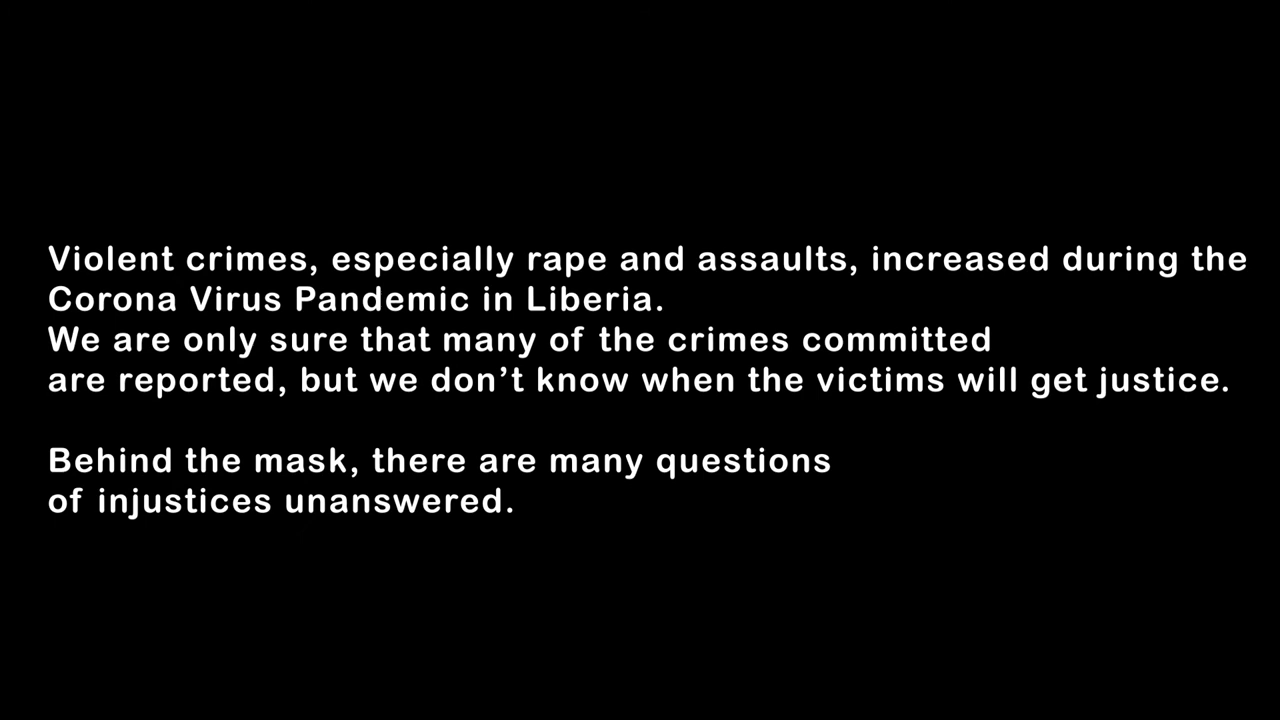 Violent crimes, especially rape and assaults, increased during the
Corona Virus Pandemic in Liberia.
We are only sure that many of the crimes committed
are reported, but we don’t know when the victims will get justice.
Behind the mask, there are many questions
of injustices unanswered.